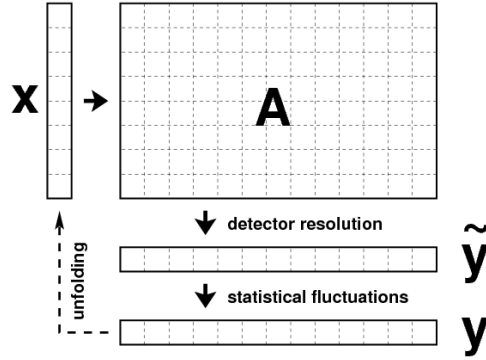 x
A
detector resolution
ỹ
unfolding
statistical fluctuations
y